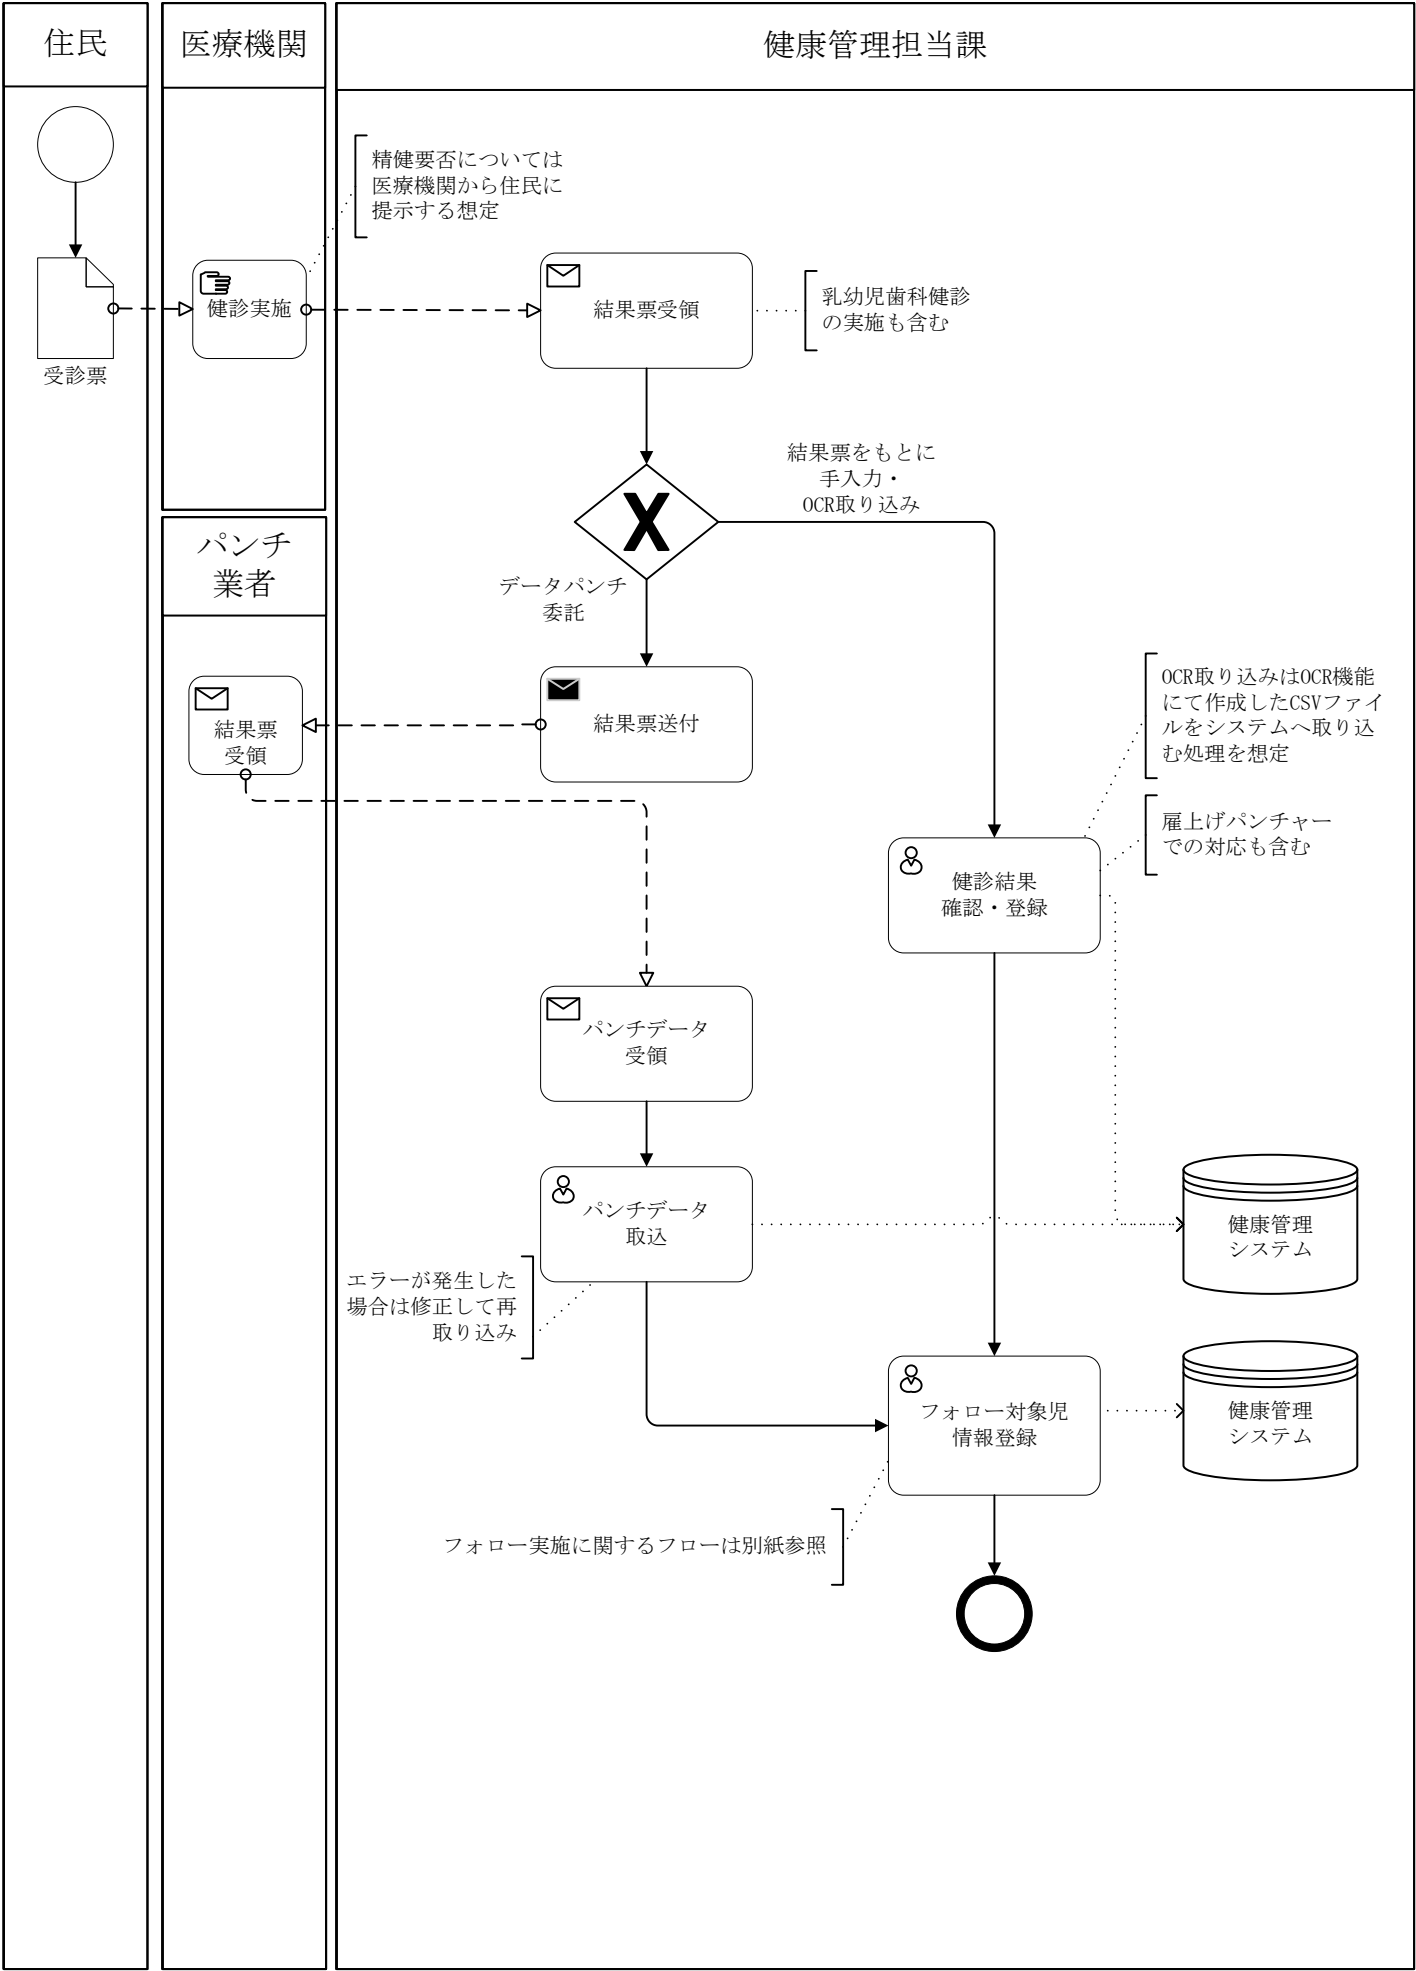 住民
医療機関
健康管理担当課
精健要否については
医療機関から住民に
提示する想定
健診実施
結果票受領
乳幼児歯科健診
の実施も含む
受診票
結果票をもとに
手入力・
OCR取り込み
パンチ
業者
データパンチ
委託
結果票
受領
結果票送付
OCR取り込みはOCR機能
にて作成したCSVファイ
ルをシステムへ取り込
む処理を想定
雇上げパンチャー
での対応も含む
健診結果
確認・登録
パンチデータ
受領
パンチデータ
取込
健康管理
システム
エラーが発生した
場合は修正して再
取り込み
フォロー対象児
情報登録
健康管理
システム
フォロー実施に関するフローは別紙参照